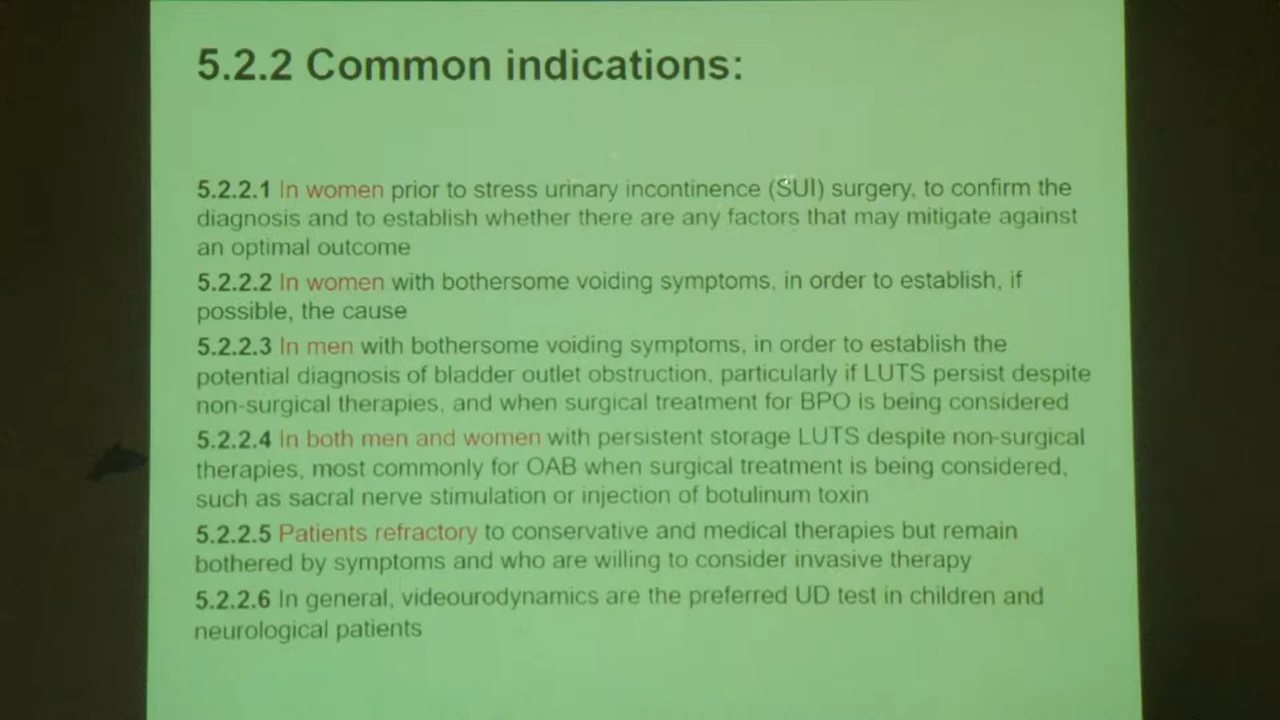 5.2.2 Common indications:
5.2.2.1 In women prior to stress urinary incontinence (SUI) surgery, to confirm the
diagnosis and to establish whether there are any factors that may mitigate against
an optimal outcome
5.2.2.2 In women with bothersome voiding symptoms, in order to establish, if
possible, the cause
5.2.2.3 In men with bothersome voiding symptoms, in order to establish the
potential diagnosis of bladder outlet obstruction, particularly if LUTS persist despite
non-surgical therapies, and when surgical treatment for BPO is being considered
5.2.2.4 In both men and women with persistent storage LUTS despite non-surgical
therapies, most commonly for OAB when surgical treatment is being considered,
such as sacral nerve stimulation or injection of botulinum toxin
5.2.2.5 Patients refractory to conservative and medical therapies but remain
bothered by symptoms and who are willing to consider invasive therapy
5.2.2.6 In general, videourodynamics are the preferred UD test in children and
neurological patients